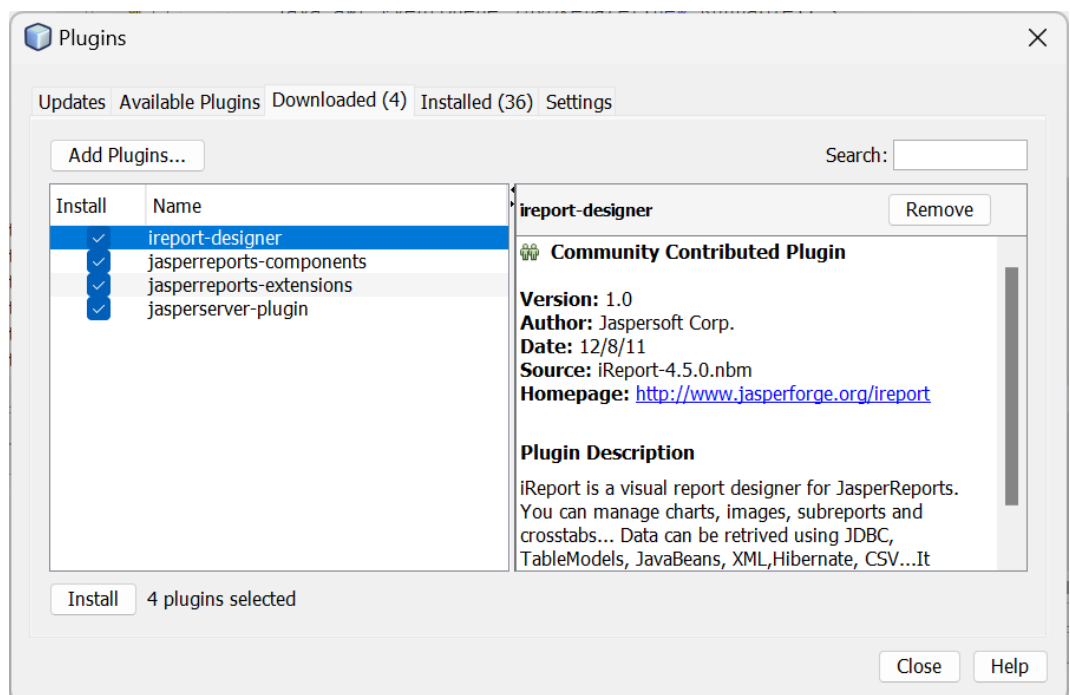 Plugins
Updates Available Plugins Downloaded (4) Installed (36) Settings
Add Plugins...
Search:
Install Name
ireport-designer
jasperreports-components
jasperreports-extensions
jasperserver-plugin
ireport-designer
Remove
Community Contributed Plugin
Version: 1.0
Author: Jaspersoft Corp.
Date: 12/8/11
Source: iReport-4.5.0.nbm
Homepage: http://www.jasperforge.org/ireport
Plugin Description
iReport is a visual report designer for JasperReports.
You can manage charts, images, subreports and
crosstabs... Data can be retrived using JDBC,
TableModels, JavaBeans, XML,Hibernate, CSV...It
Install 4 plugins selected
Close Help